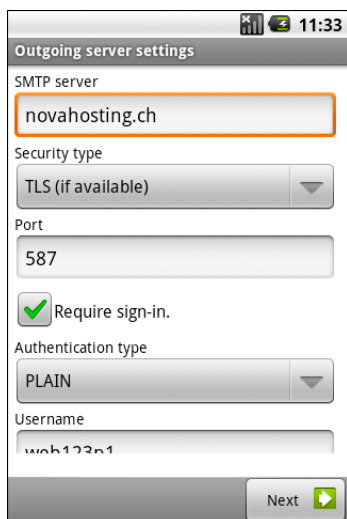 11:33
Outgoing server settings
SMTP server
novahosting.ch
Security type
TLS (if available)
Port
587
Require sign-in.
Authentication type
PLAIN
Username
web123p1
Next